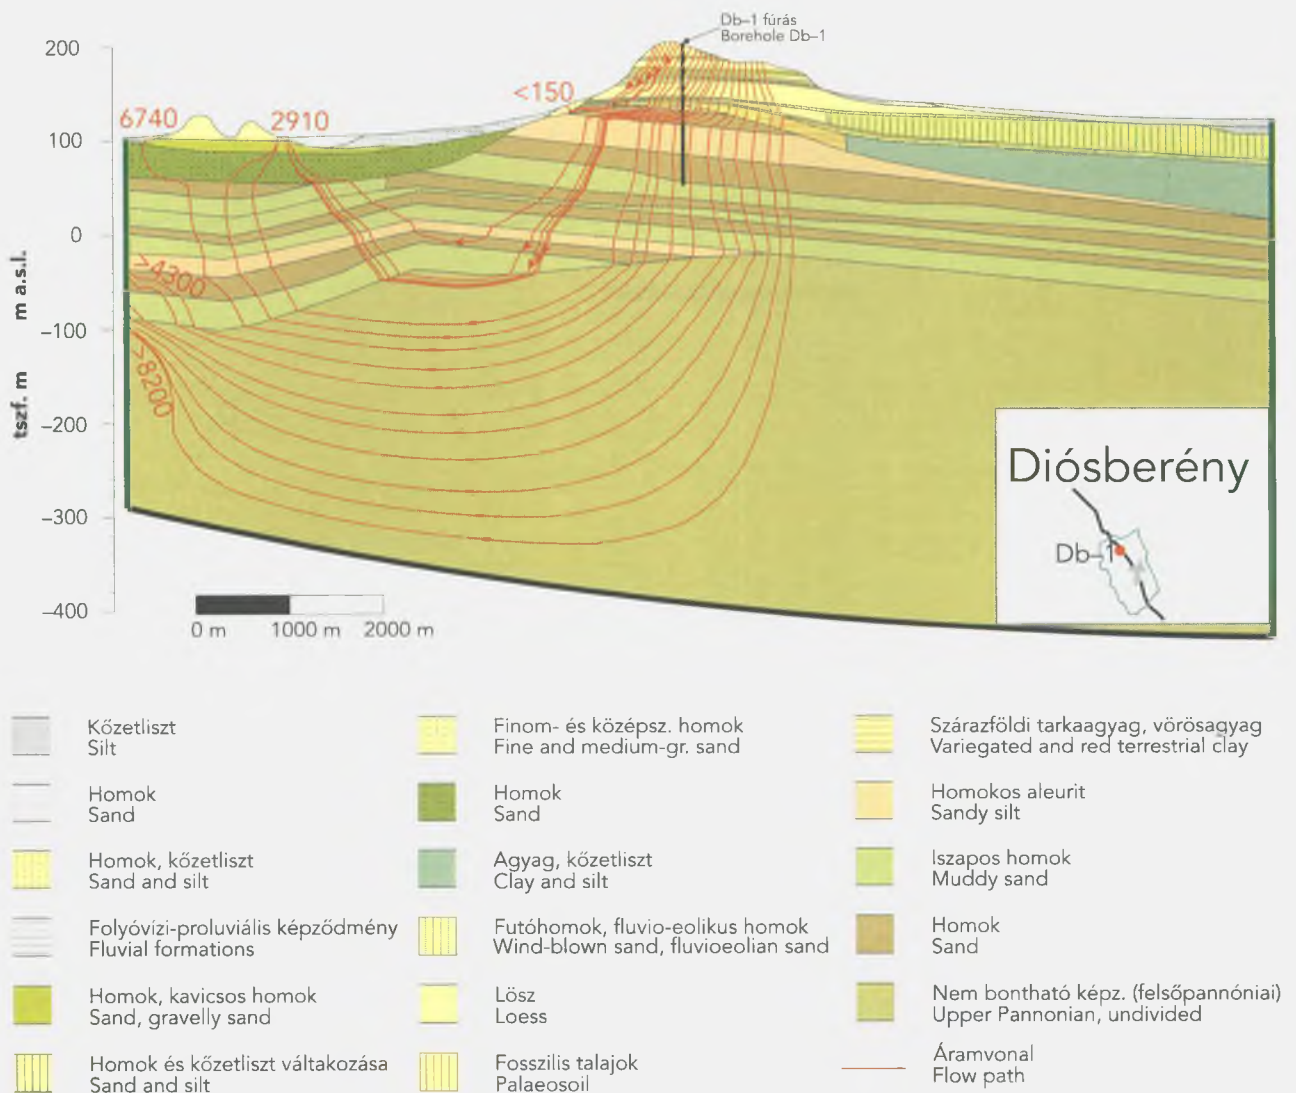 Db–1 fúrás
Borehole Db–1
200
100
0
–100
–200
–300
–400
tszf. m m a.s.l.
6740
2910
<150
>4300
>8200
0 m 1000 m 2000 m
Diósberény
Db–1
Kőzetliszt
Silt
Homok
Sand
Homok, kőzetliszt
Sand and silt
Folyóvízi-proluviális képződmény
Fluvial formations
Homok, kavicsos homok
Sand, gravelly sand
Homok és kőzetliszt váltakozása
Sand and silt
Finom- és középsz. homok
Fine and medium-gr. sand
Homok
Sand
Agyag, kőzetliszt
Clay and silt
Futóhomok, fluvio-eolikus homok
Wind-blown sand, fluvioeolian sand
Lösz
Loess
Fosszilis talajok
Palaeosoil
Szárazföldi tarkaagyag, vörösagyag
Variegated and red terrestrial clay
Homokos aleurit
Sandy silt
Iszapos homok
Muddy sand
Homok
Sand
Nem bontható képz. (felsőpannóniai)
Upper Pannonian, undivided
Áramvonal
Flow path